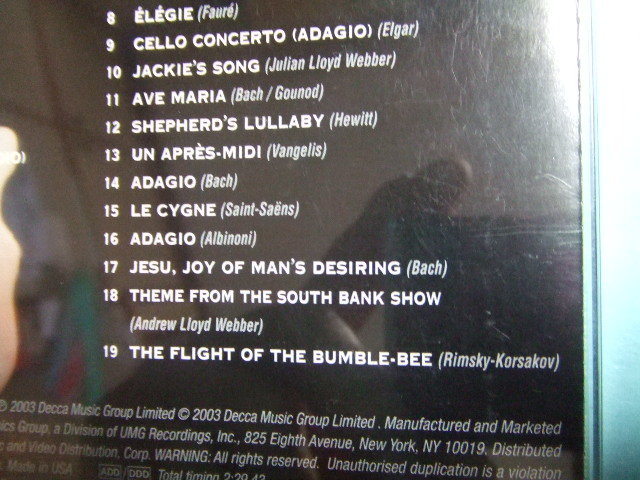 8 ÉLÉGIE (Fauré)
9 CELLO CONCERTO (ADAGIO) (Elgar)
10 JACKIE'S SONG (Julian Lloyd Webber)
11 AVE MARIA (Bach / Gounod)
12 SHEPHERD'S LULLABY (Hewitt)
13 UN APRÈS-MIDI (Vangelis)
14 ADAGIO (Bach)
15 LE CYGNE (Saint-Saëns)
16 ADAGIO (Albinoni)
17 JESU, JOY OF MAN'S DESIRING (Bach)
18 THEME FROM THE SOUTH BANK SHOW
(Andrew Lloyd Webber)
19 THE FLIGHT OF THE BUMBLE-BEE (Rimsky-Korsakov)
℗ 2003 Decca Music Group Limited © 2003 Decca Music Group Limited . Manufactured and Marketed
Group, a Division of UMG Recordings, Inc., 825 Eighth Avenue, New York, NY 10019. Distributed
and Video Distribution, Corp. WARNING: All rights reserved. Unauthorised duplication is a violation
Made in USA ADD DDD Total timing